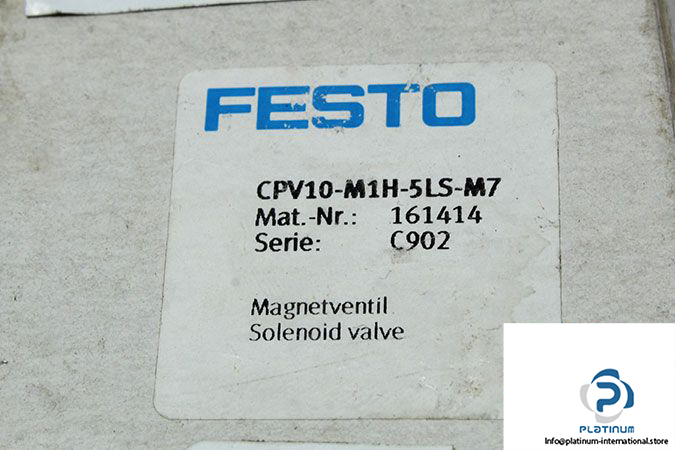 FESTO
CPV10-M1H-5LS-M7
Mat.-Nr.: 161414
Serie: C902
Magnetventil
Solenoid valve
PLATINUM
Info@platinum-international.store